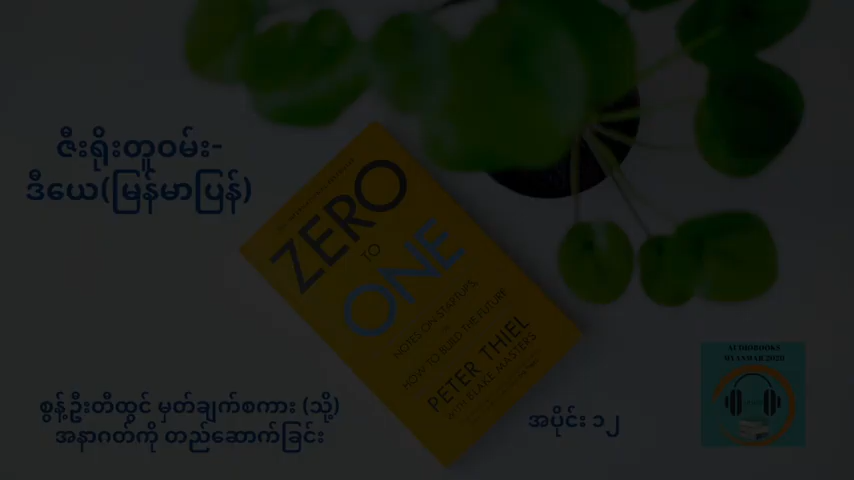 ဇီးရိုးတူဝမ်း-
ဒီယေ(မြန်မာပြန်)
ZERO
TO
ONE
NOTES ON STARTUPS,
OR
HOW TO BUILD THE FUTURE
PETER THIEL
WITH BLAKE MASTERS
စွန့်ဦးတီထွင် မှတ်ချက်စကား (သို့)
အနာဂတ်ကို တည်ဆောက်ခြင်း
အပိုင်း ၁၂
AUDIOBOOKS
MYANMAR 2020